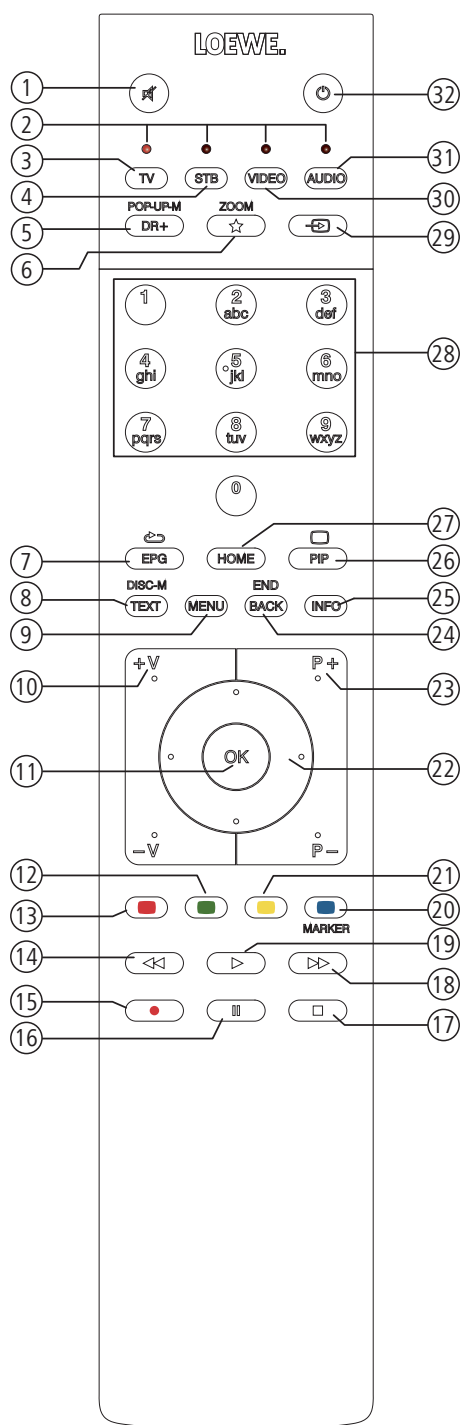 LOEWE.
1
32
2
3
TV
STB
VIDEO
AUDIO
31
4
30
POP-UP-M
ZOOM
5
DR+
29
6
1
2
3
abc
def
4
5
6
ghi
jkl
mno
28
7
8
9
pqrs
tuv
wxyz
0
27
7
EPG
HOME
PIP
26
DISC-M
END
8
TEXT
MENU
BACK
INFO
25
9
24
10
+V
P+
23
11
OK
22
−V
P−
12
21
13
20
MARKER
19
14
18
15
16
17